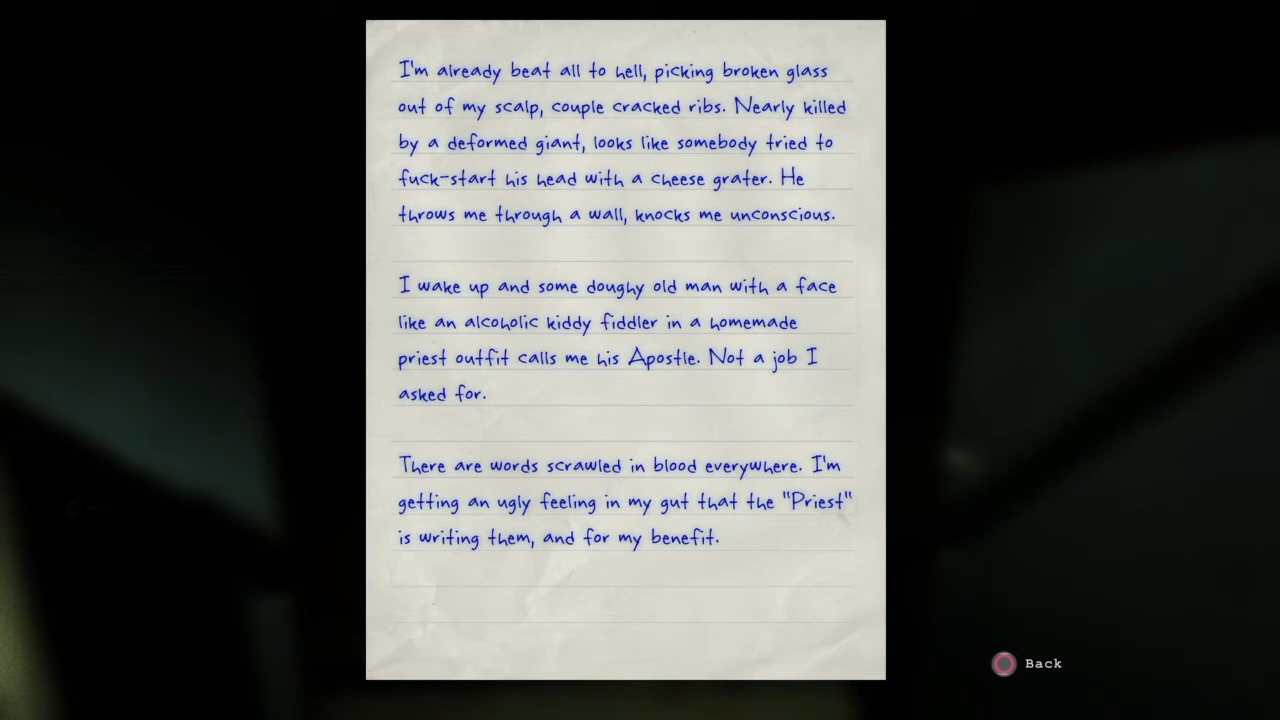 I'm already beat all to hell, picking broken glass
out of my scalp, couple cracked ribs. Nearly killed
by a deformed giant, looks like somebody tried to
fuck-start his head with a cheese grater. He
throws me through a wall, knocks me unconscious.
I wake up and some doughy old man with a face
like an alcoholic kiddy fiddler in a homemade
priest outfit calls me his Apostle. Not a job I
asked for.
There are words scrawled in blood everywhere. I'm
getting an ugly feeling in my gut that the "Priest"
is writing them, and for my benefit.
Back